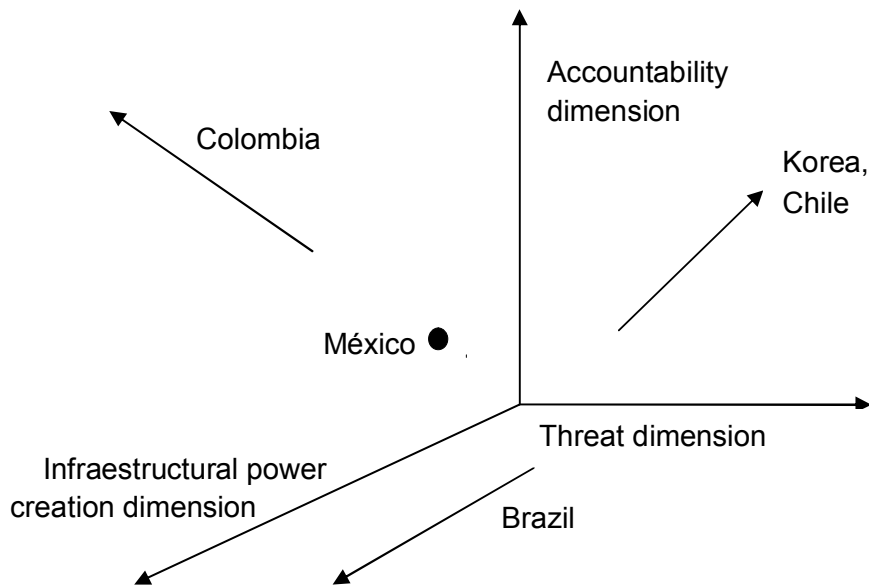 Accountability
dimension
Colombia
Korea,
Chile
México
Threat dimension
Infraestructural power
creation dimension
Brazil